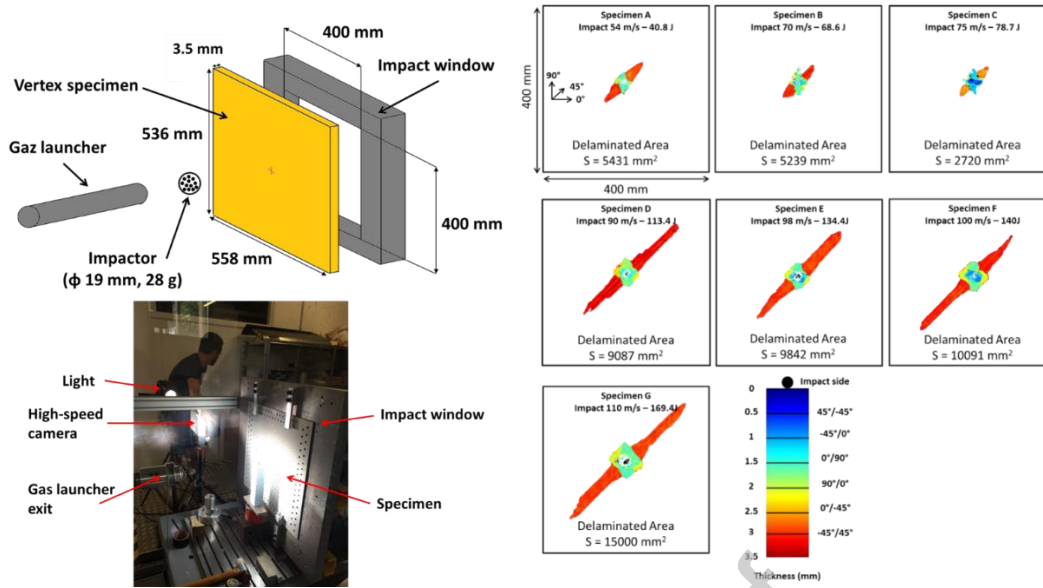 400 mm
3.5 mm
Impact window
Vertex specimen
536 mm
Gaz launcher
400 mm
Impactor
(ϕ 19 mm, 28 g)
558 mm
Light
High-speed
camera
Gas launcher
exit
Impact window
Specimen
Specimen A
Impact 54 m/s – 40.8 J
90°
45°
0°
Delaminated Area
S = 5431 mm²
400 mm
400 mm
Specimen B
Impact 70 m/s – 68.6 J
Delaminated Area
S = 5239 mm²
Specimen C
Impact 75 m/s – 78.7 J
Delaminated Area
S = 2720 mm²
Specimen D
Impact 90 m/s – 113.4 J
Delaminated Area
S = 9087 mm²
Specimen E
Impact 98 m/s – 134.4J
Delaminated Area
S = 9842 mm²
Specimen F
Impact 100 m/s – 140J
Delaminated Area
S = 10091 mm²
Specimen G
Impact 110 m/s – 169.4J
Delaminated Area
S = 15000 mm²
Impact side
0
0.5
45°/-45°
1
-45°/0°
1.5
0°/90°
2
90°/0°
2.5
0°/-45°
3
-45°/45°
3.5
Thickness (mm)